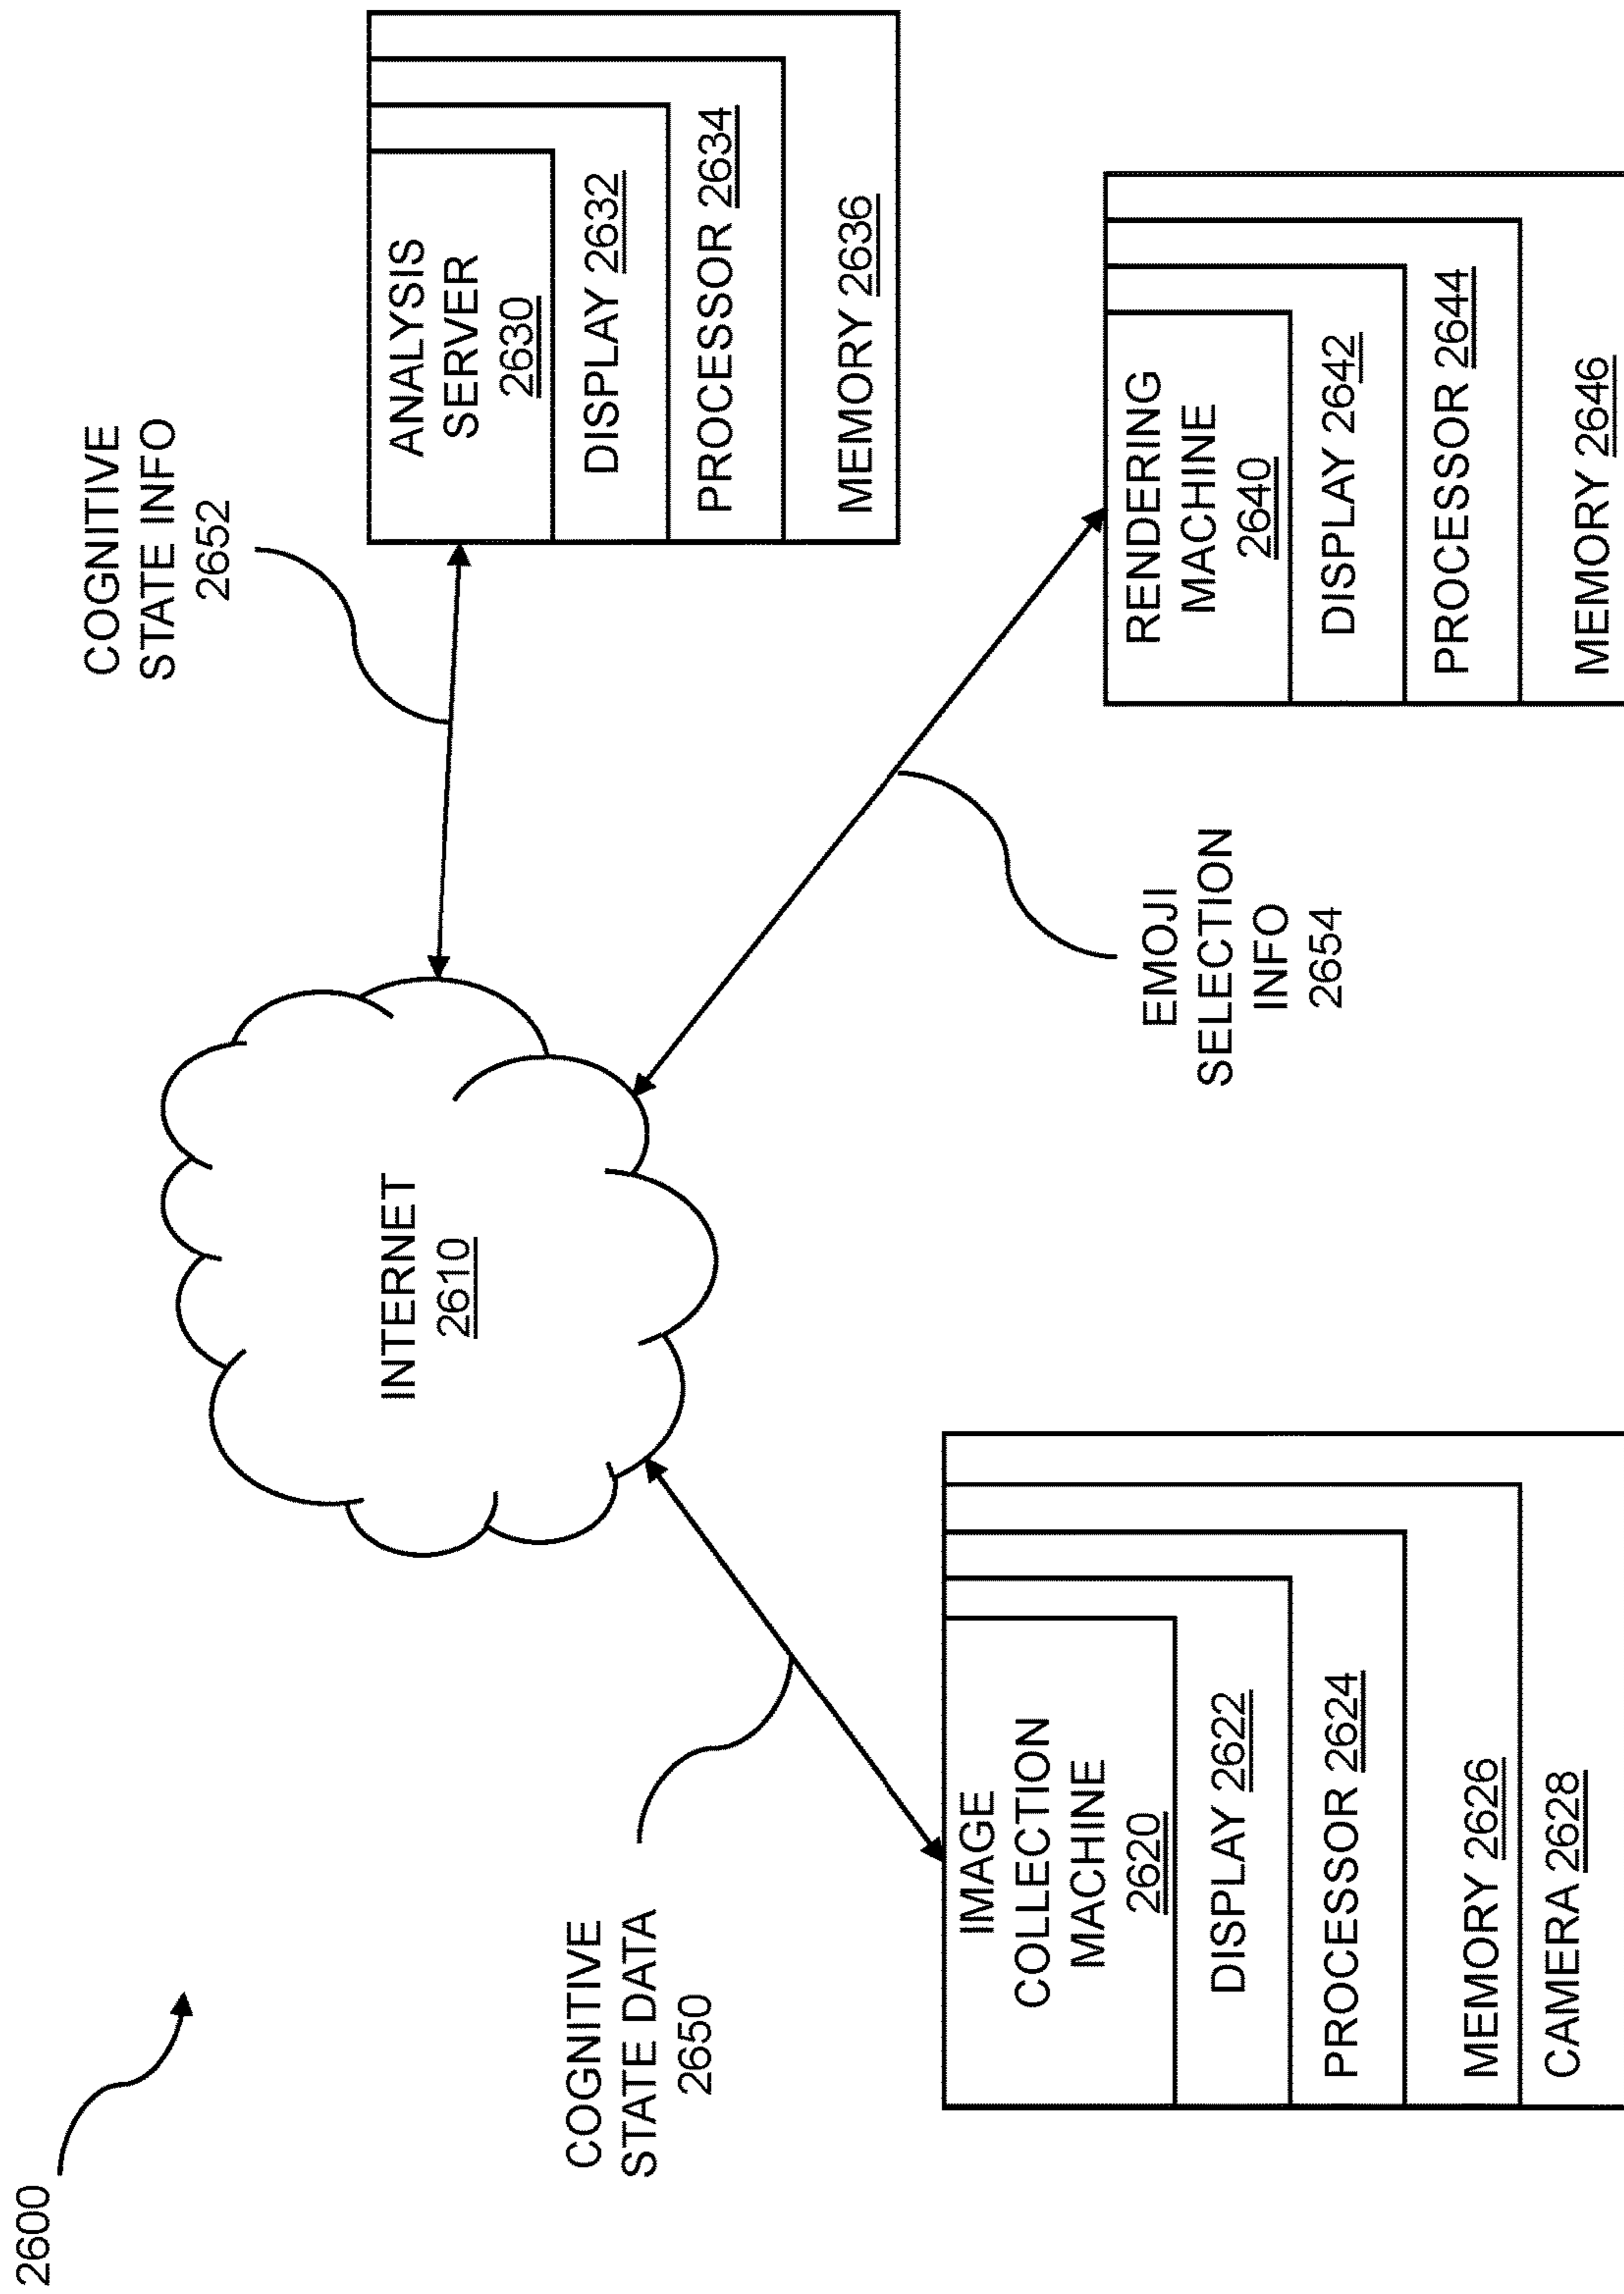 2600
COGNITIVE
STATE INFO
2652
INTERNET
2610
ANALYSIS
SERVER
2630
DISPLAY 2632
PROCESSOR 2634
MEMORY 2636
COGNITIVE
STATE DATA
2650
IMAGE
COLLECTION
MACHINE
2620
DISPLAY 2622
PROCESSOR 2624
MEMORY 2626
CAMERA 2628
EMOJI
SELECTION
INFO
2654
RENDERING
MACHINE
2640
DISPLAY 2642
PROCESSOR 2644
MEMORY 2646